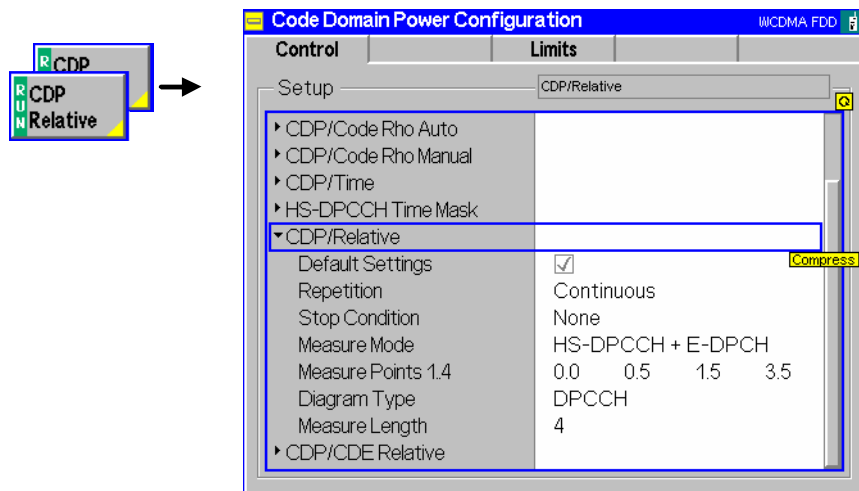 R CDP
RUN CDP
Relative
Code Domain Power Configuration WCDMA FDD
Control Limits
Setup CDP/Relative
CDP/Code Rho Auto
CDP/Code Rho Manual
CDP/Time
HS-DPCCH Time Mask
CDP/Relative
Compress
Default Settings
Repetition Continuous
Stop Condition None
Measure Mode HS-DPCCH + E-DPCH
Measure Points 1..4 0.0 0.5 1.5 3.5
Diagram Type DPCCH
Measure Length 4
CDP/CDE Relative